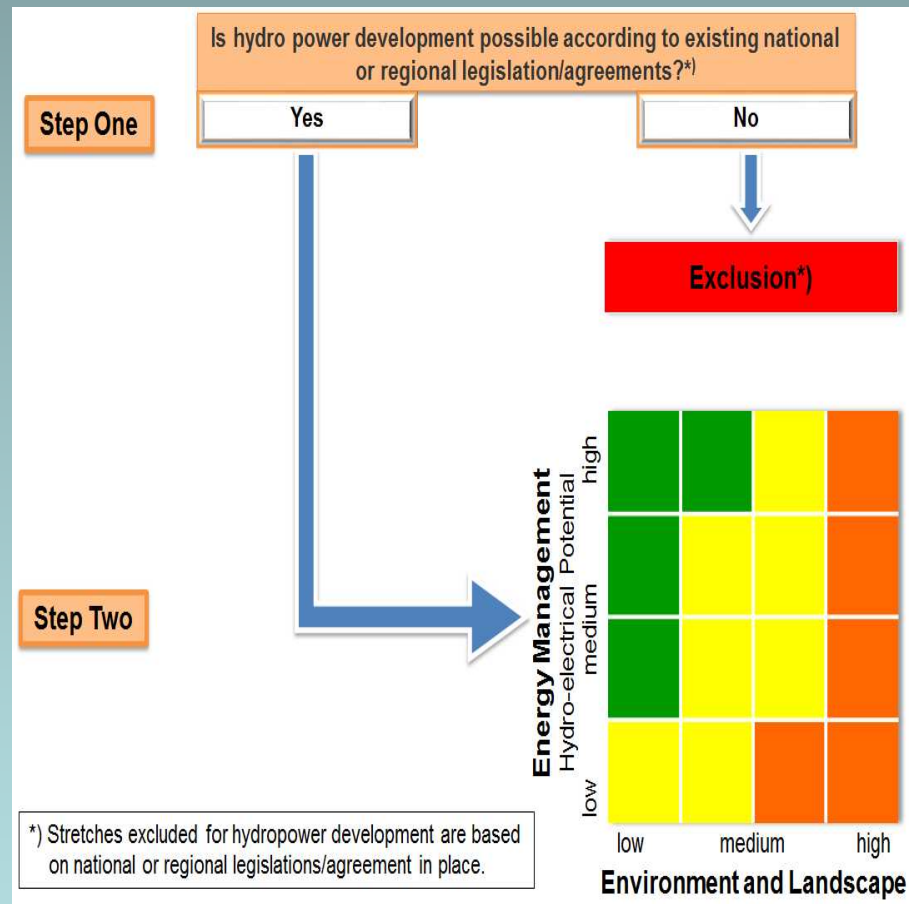 Is hydro power development possible according to existing national
or regional legislation/agreements?*)
Step One
Yes
No
Exclusion*)
Step Two
Energy Management
Hydro-electrical Potential
high
medium
low
low
medium
high
Environment and Landscape
*) Stretches excluded for hydropower development are based
on national or regional legislations/agreement in place.